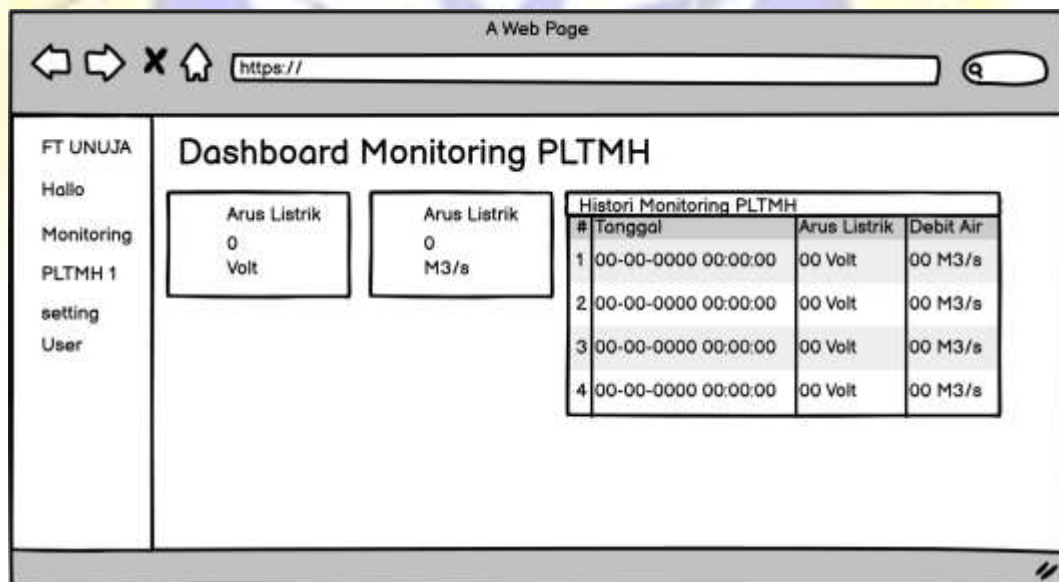 A Web Page
https://
FT UNUJA
Hallo
Monitoring
PLTMH 1
setting
User
Dashboard Monitoring PLTMH
Arus Listrik
0
Volt
Arus Listrik
0
M3/s
Histori Monitoring PLTMH
# Tanggal Arus Listrik Debit Air
1 00-00-0000 00:00:00 00 Volt 00 M3/s
2 00-00-0000 00:00:00 00 Volt 00 M3/s
3 00-00-0000 00:00:00 00 Volt 00 M3/s
4 00-00-0000 00:00:00 00 Volt 00 M3/s